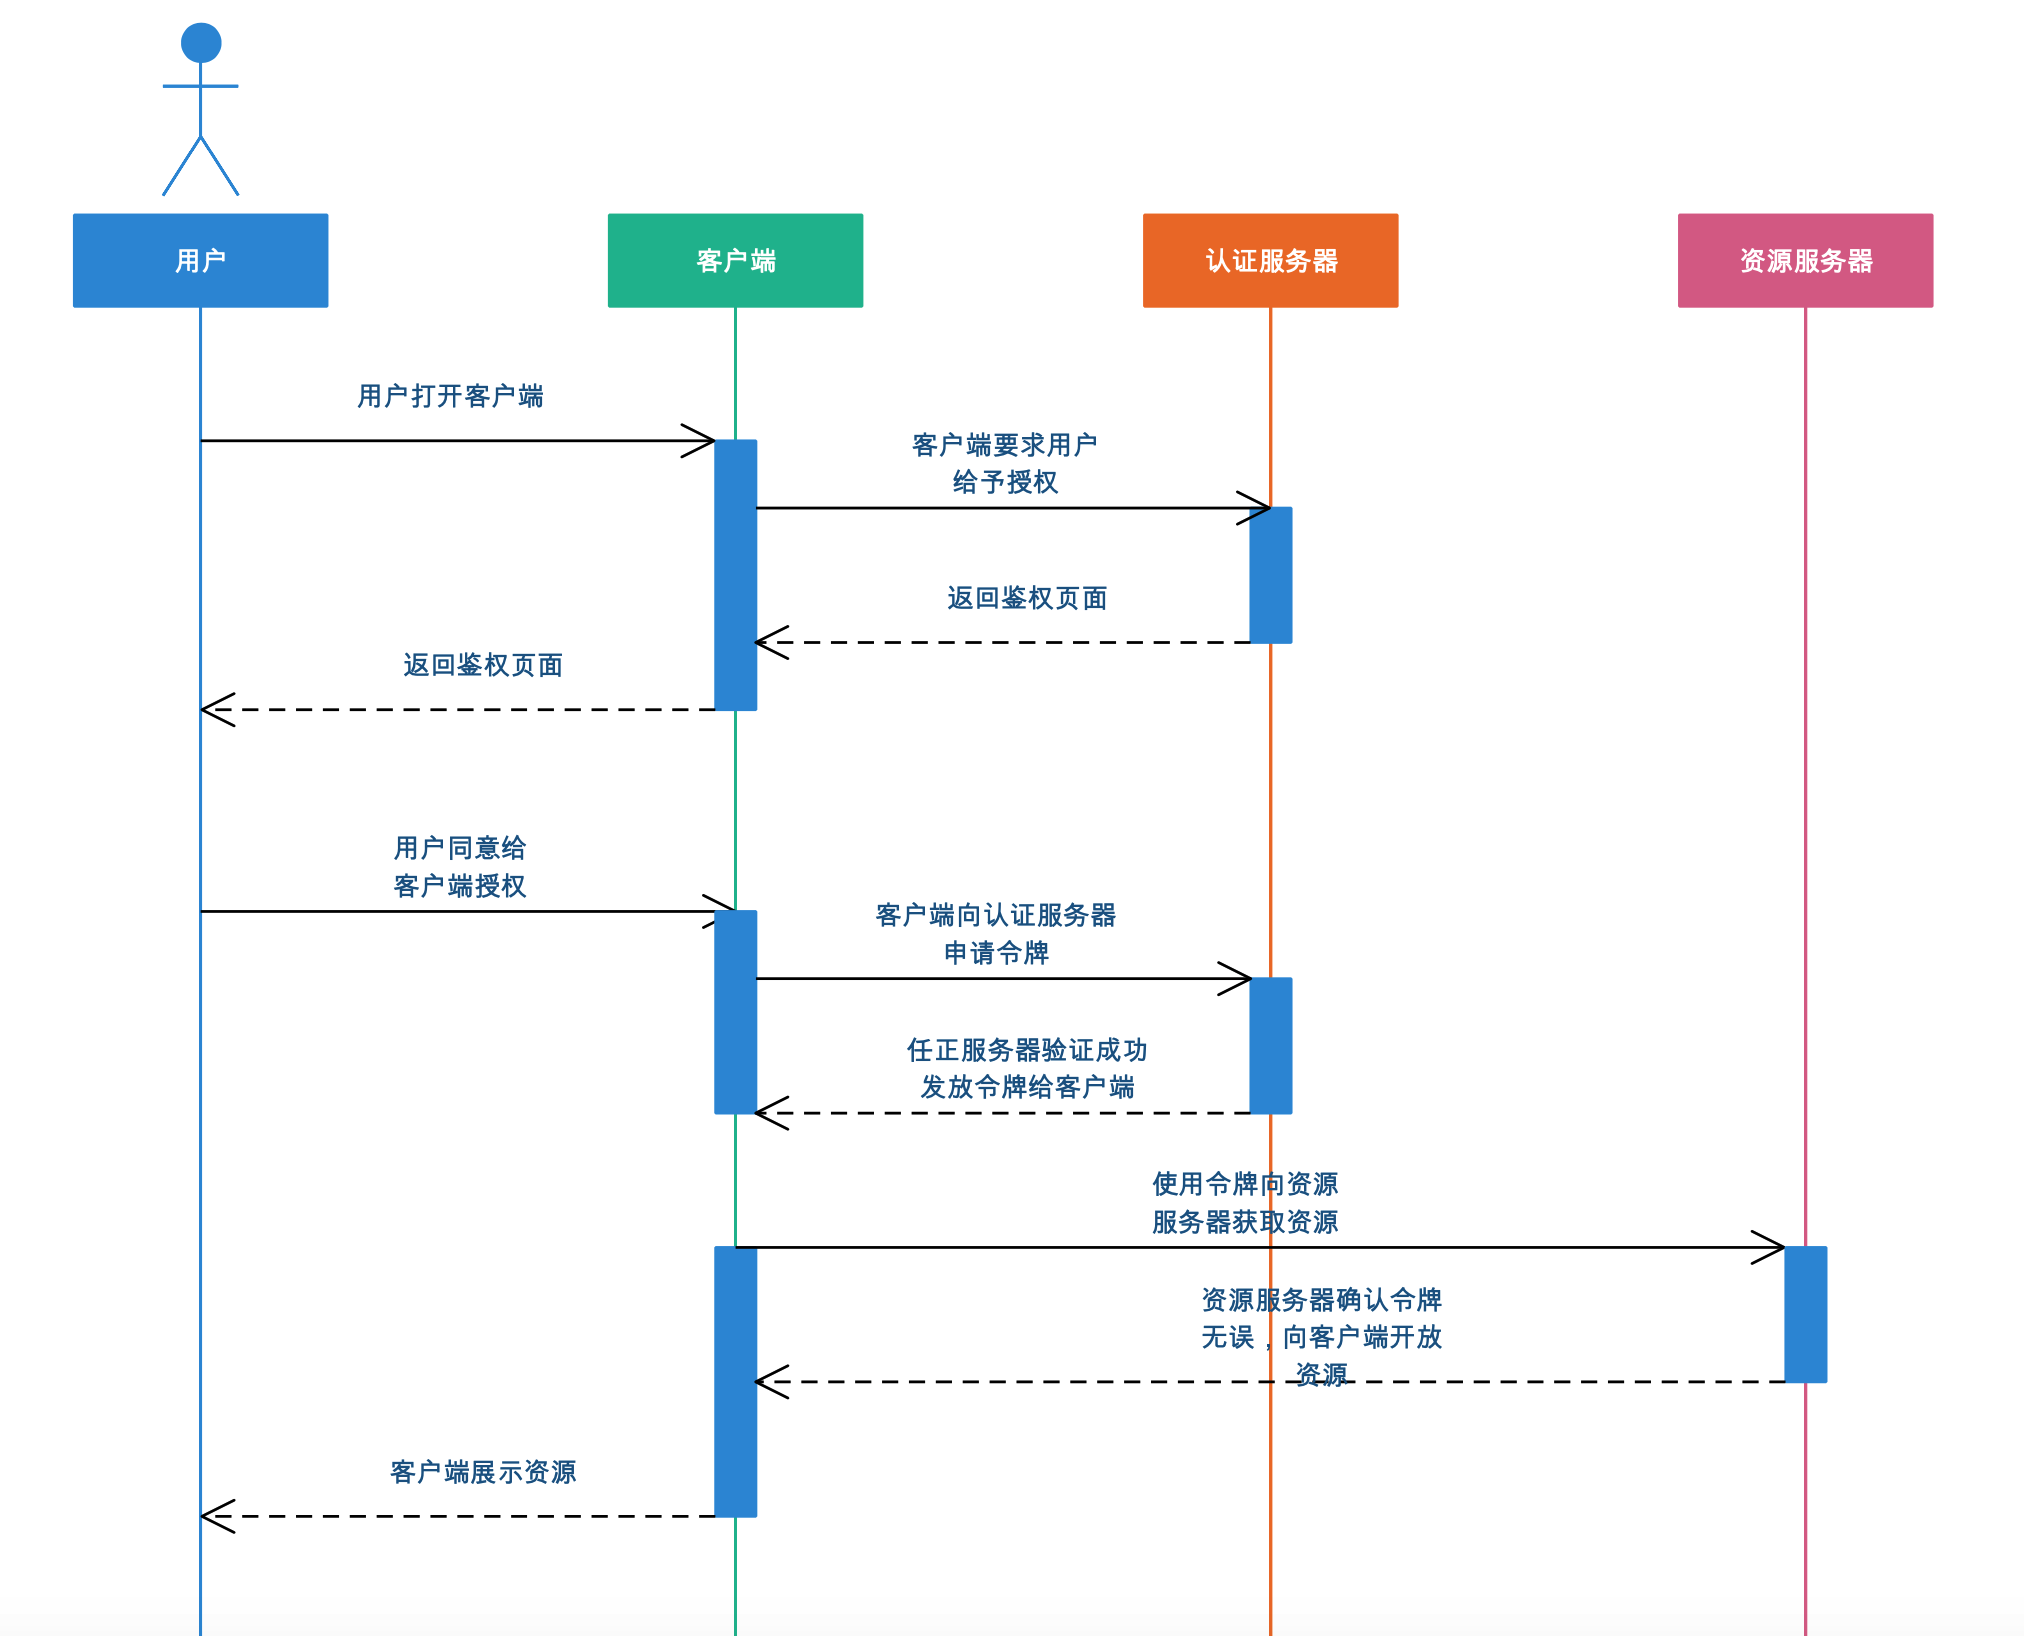 用户
客户端
认证服务器
资源服务器
用户打开客户端
客户端要求用户
给予授权
返回鉴权页面
返回鉴权页面
用户同意给
客户端授权
客户端向认证服务器
申请令牌
任正服务器验证成功
发放令牌给客户端
使用令牌向资源
服务器获取资源
资源服务器确认令牌
无误，向客户端开放
资源
客户端展示资源